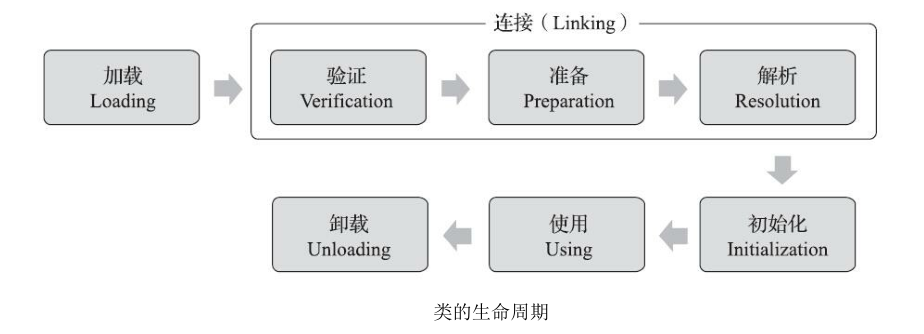 连接（Linking）
加载
Loading
验证
Verification
准备
Preparation
解析
Resolution
初始化
Initialization
使用
Using
卸载
Unloading
类的生命周期